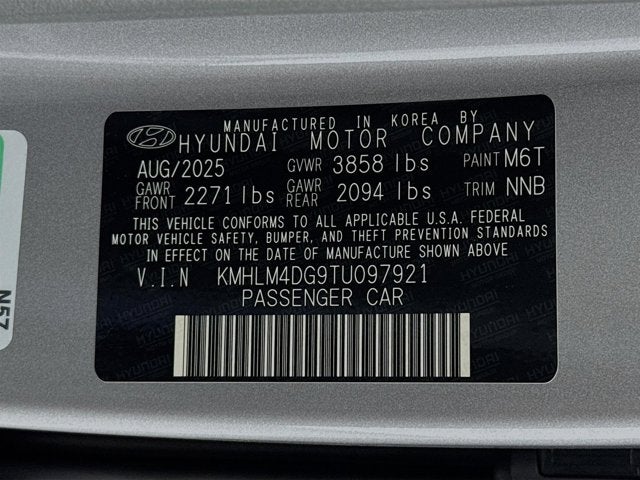 MANUFACTURED IN KOREA BY
HYUNDAI MOTOR COMPANY
AUG/2025 GVWR 3858 lbs PAINT M6T
GAWR FRONT 2271 lbs GAWR REAR 2094 lbs TRIM NNB
THIS VEHICLE CONFORMS TO ALL APPLICABLE U.S.A. FEDERAL
MOTOR VEHICLE SAFETY, BUMPER, AND THEFT PREVENTION STANDARDS
IN EFFECT ON THE DATE OF MANUFACTURE SHOWN ABOVE.
V.I.N KMHLM4DG9TU097921
PASSENGER CAR
N57